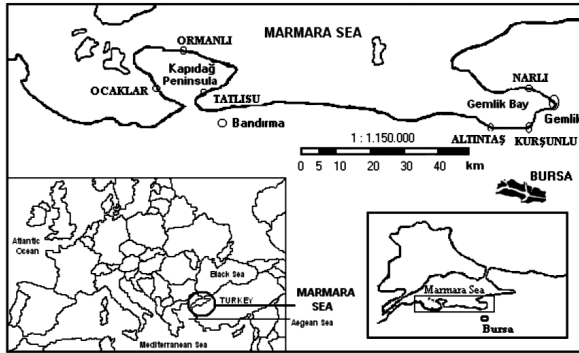 MARMARA SEA
ORMANLI
Kapıdağ
Peninsula
OCAKLAR
TATLISU
Bandırma
NARLI
Gemlik Bay
Gemlik
ALTINTAŞ
KURŞUNLU
1 : 1.150.000
0 5 10 20 30 40
km
BURSA
Atlantic
Ocean
Black Sea
TURKEY
MARMARA
SEA
Aegean Sea
Mediterranean Sea
Marmara Sea
Bursa